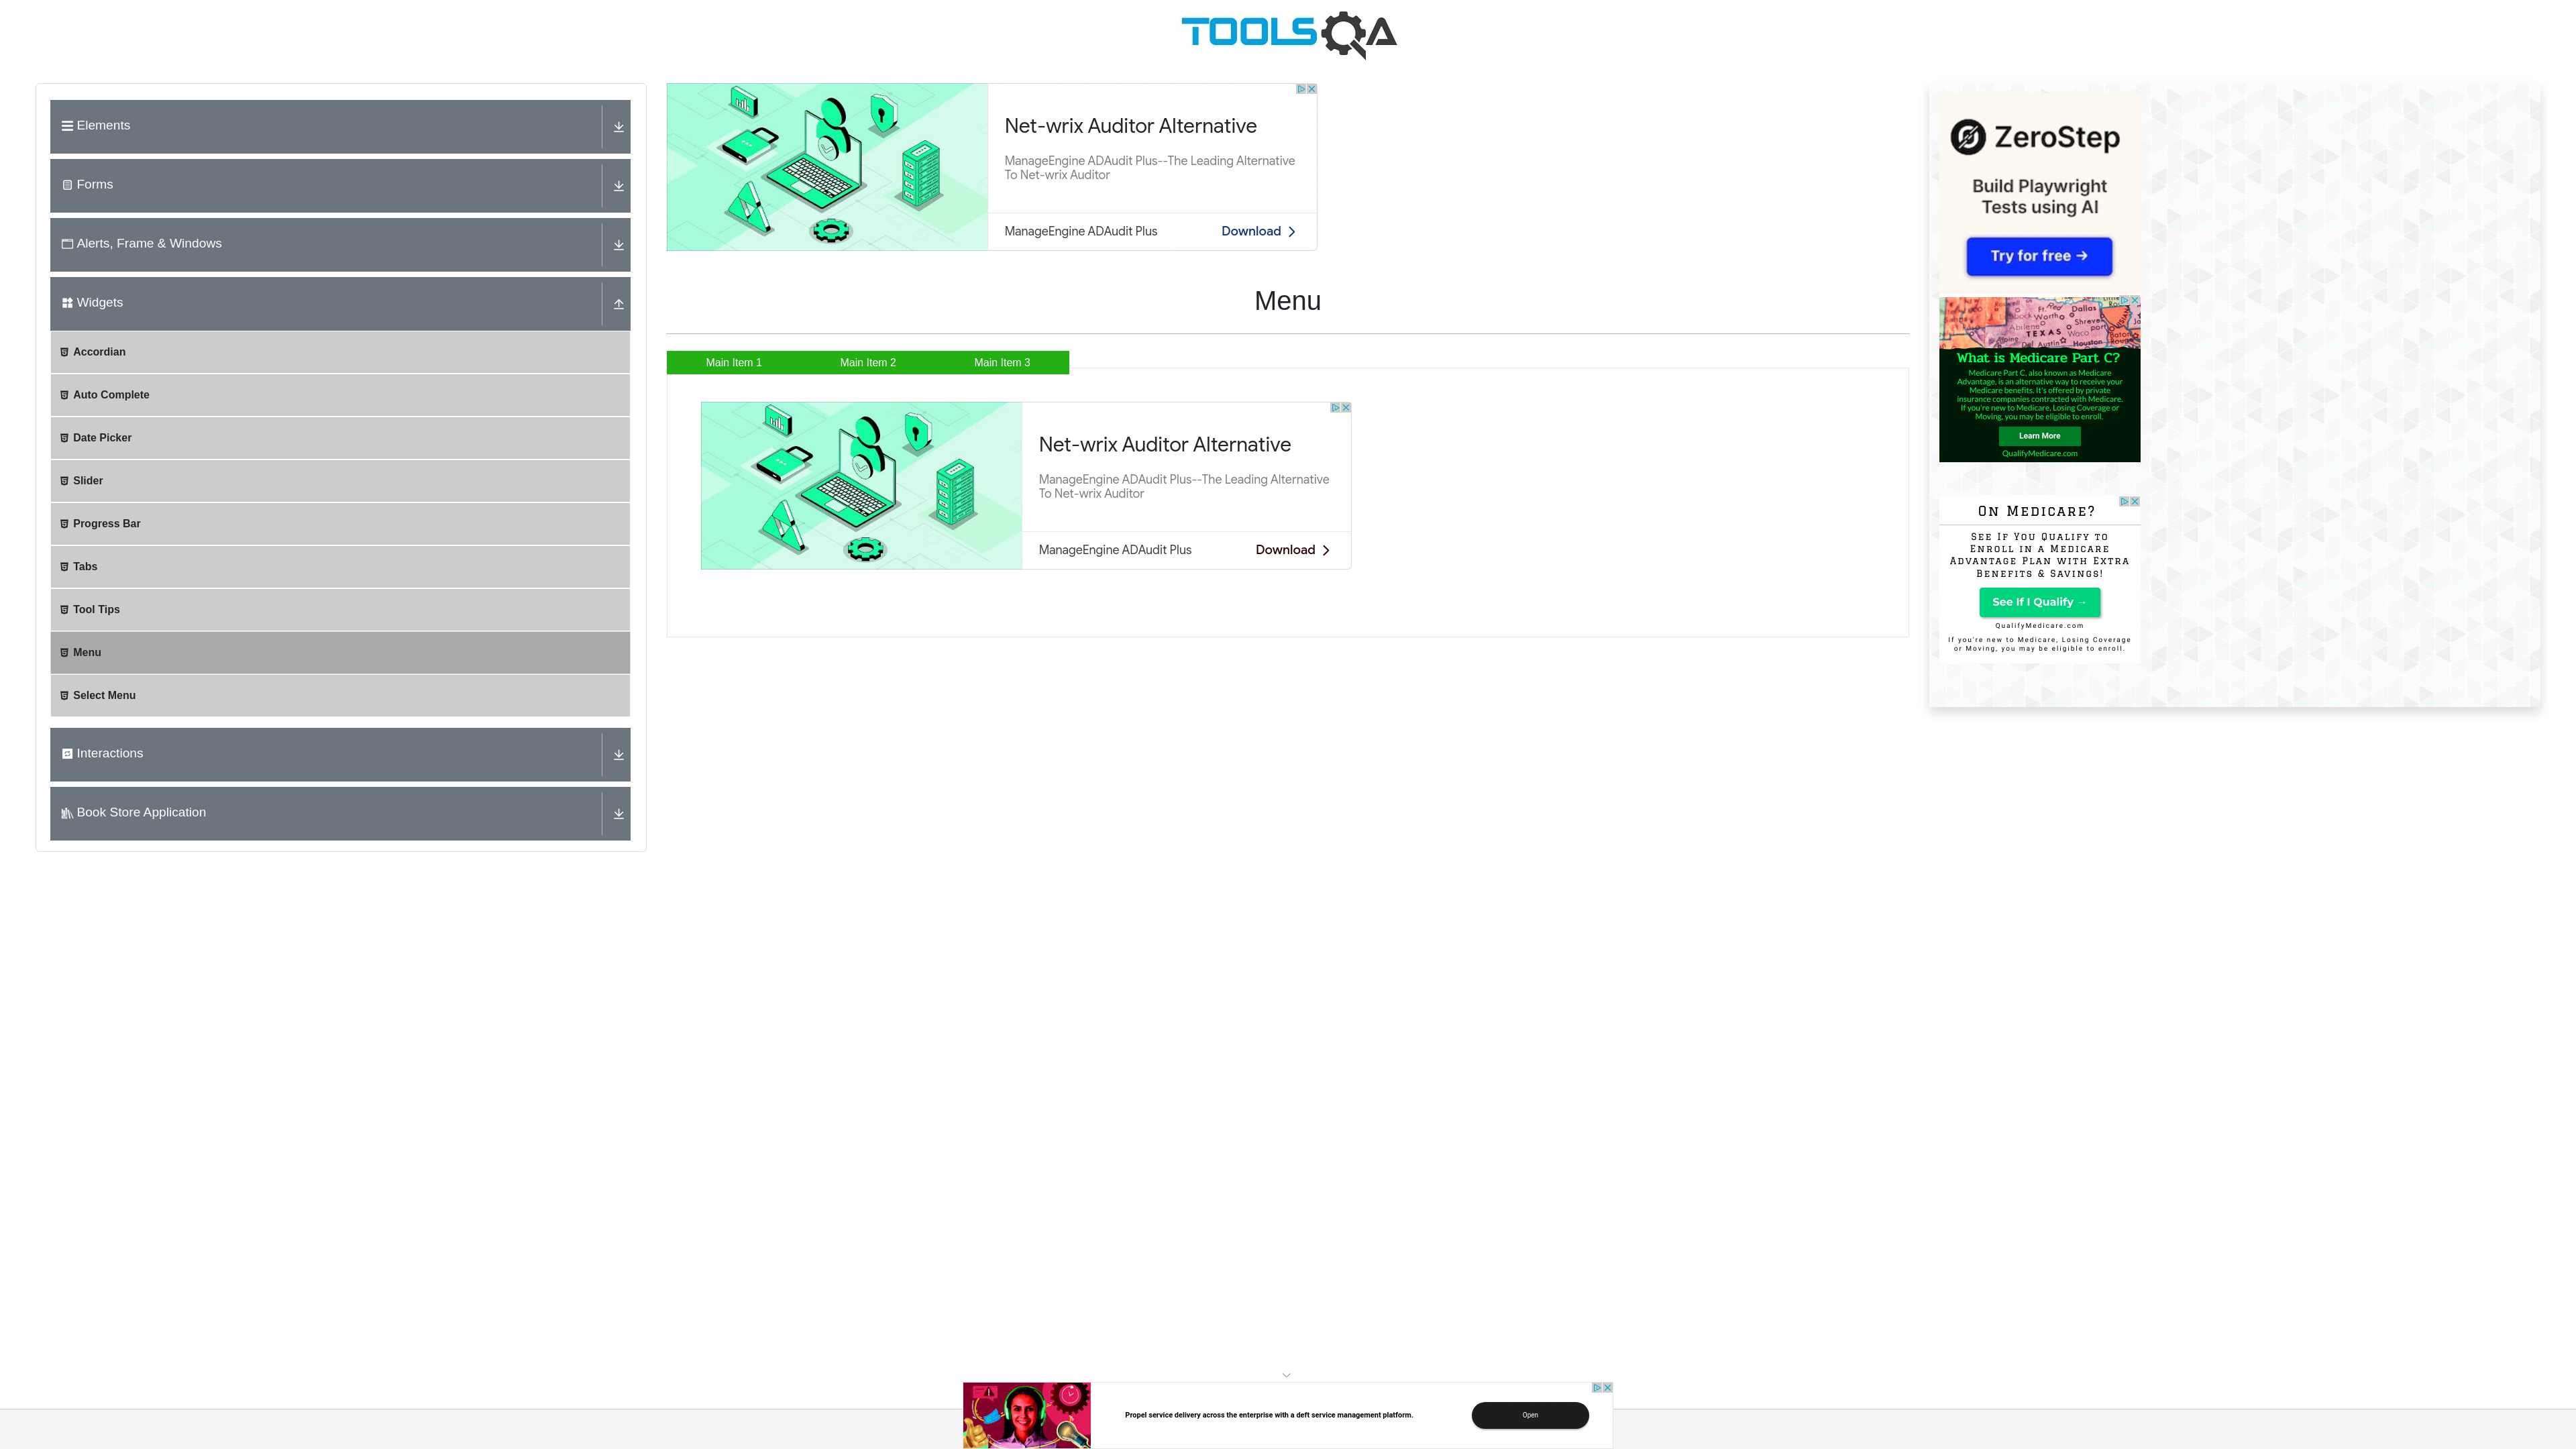 TOOLSQA
Elements
Forms
Alerts, Frame & Windows
Widgets
Accordian
Auto Complete
Date Picker
Slider
Progress Bar
Tabs
Tool Tips
Menu
Select Menu
Interactions
Book Store Application
Net-wrix Auditor Alternative
ManageEngine ADAudit Plus--The Leading Alternative
To Net-wrix Auditor
ManageEngine ADAudit Plus
Download
Menu
Main Item 1
Main Item 2
Main Item 3
Net-wrix Auditor Alternative
ManageEngine ADAudit Plus--The Leading Alternative
To Net-wrix Auditor
ManageEngine ADAudit Plus
Download
ZeroStep
Build Playwright
Tests using AI
Try for free →
Ft. Worth
Dallas
Abilene
TEXAS
Waco
Austin
Houston
What is Medicare Part C?
Medicare Part C, also known as Medicare
Advantage, is an alternative way to receive your
Medicare benefits. It's offered by private
insurance companies contracted with Medicare.
If you're new to Medicare, Losing Coverage or
Moving, you may be eligible to enroll.
Learn More
QualifyMedicare.com
On Medicare?
See If You Qualify to
Enroll in a Medicare
Advantage Plan with Extra
Benefits & Savings!
See If I Qualify →
QualifyMedicare.com
If you're new to Medicare, Losing Coverage
or Moving, you may be eligible to enroll.
Propel service delivery across the enterprise with a deft service management platform.
Open